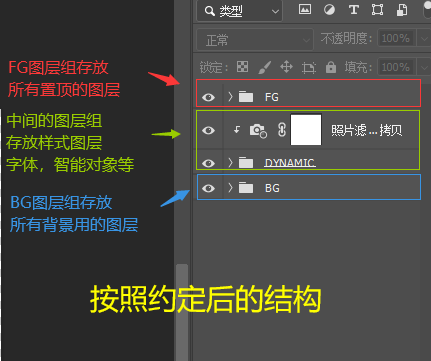 类型
正常
不透明度: 100%
锁定:
填充: 100%
FG图层组存放
所有置顶的图层
FG
中间的图层组
存放样式图层
字体，智能对象等
照片滤 ...拷贝
DYNAMIC
BG图层组存放
所有背景用的图层
BG
按照约定后的结构